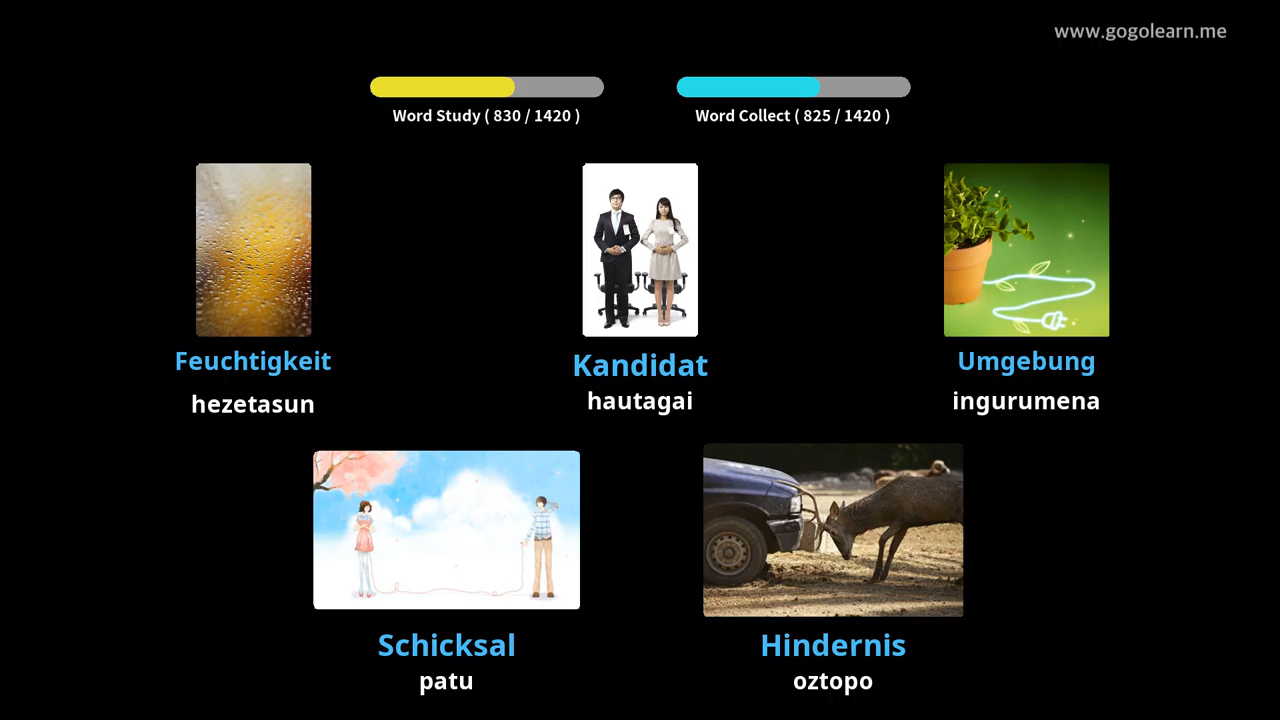 www.gogolearn.me
Word Study ( 830 / 1420 )
Word Collect ( 825 / 1420 )
Feuchtigkeit
hezetasun
Kandidat
hautagai
Umgebung
ingurumena
Schicksal
patu
Hindernis
oztopo